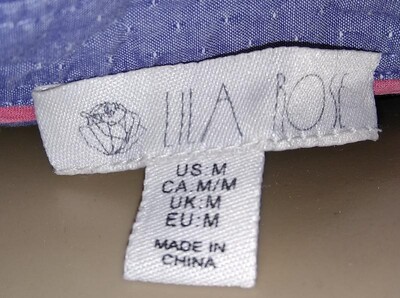 LILA ROSE
US:M
CA:M/M
UK:M
EU:M
MADE IN
CHINA